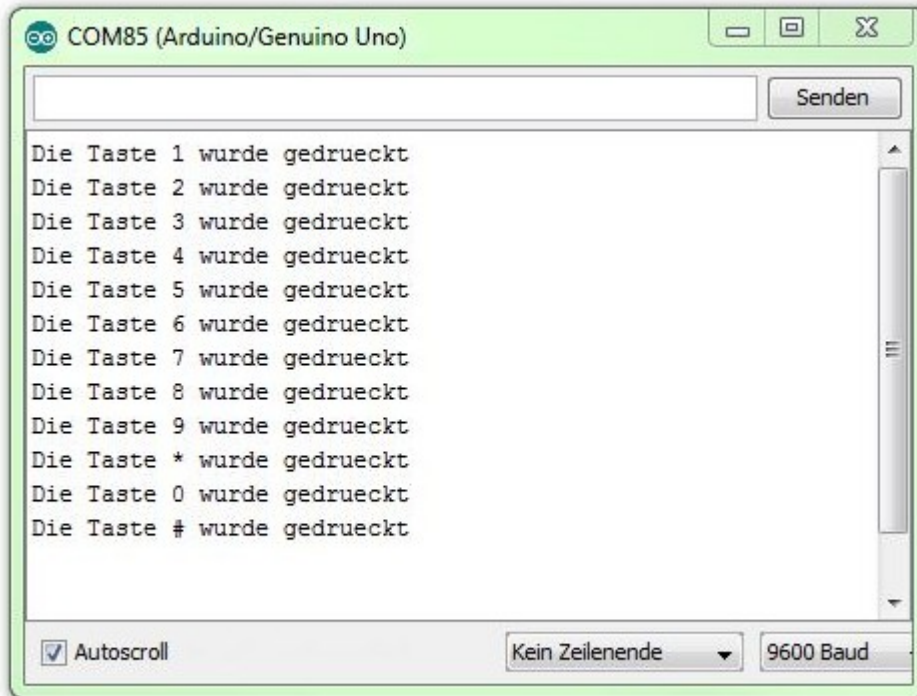 COM85 (Arduino/Genuino Uno)
Senden
Die Taste 1 wurde gedrueckt
Die Taste 2 wurde gedrueckt
Die Taste 3 wurde gedrueckt
Die Taste 4 wurde gedrueckt
Die Taste 5 wurde gedrueckt
Die Taste 6 wurde gedrueckt
Die Taste 7 wurde gedrueckt
Die Taste 8 wurde gedrueckt
Die Taste 9 wurde gedrueckt
Die Taste * wurde gedrueckt
Die Taste 0 wurde gedrueckt
Die Taste # wurde gedrueckt
Autoscroll Kein Zeilenende 9600 Baud